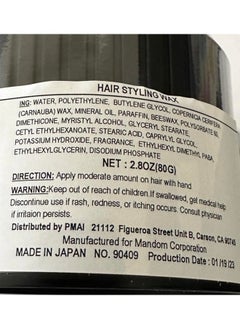 HAIR STYLING WAX
ING: WATER, POLYETHYLENE, BUTYLENE GLYCOL, COPERNICIA CERIFERA
(CARNAUBA) WAX, MINERAL OIL, PARAFFIN, BEESWAX, POLYSORBATE 60,
DIMETHICONE, MYRISTYL ALCOHOL, GLYCERYL STEARATE,
CETYL ETHYLHEXANOATE, STEARIC ACID, CAPRYLYL GLYCOL,
POTASSIUM HYDROXIDE, FRAGRANCE, ETHYLHEXYL DIMETHYL PABA,
ETHYLHEXYLGLYCERIN, DISODIUM PHOSPHATE
NET : 2.8OZ(80G)
DIRECTION: Apply moderate amount on hair with hand
WARNING:Keep out of reach of children.If swallowed, get medical help
Discontinue use if rash, redness, or itching occurs. Consult physician
if irritaion persists.
Distributed by PMAI 21112 Figueroa Street Unit B, Carson, CA 90745
Manufactured for Mandom Corporation
MADE IN JAPAN NO. 90409 Production Date : 01 /19 /23